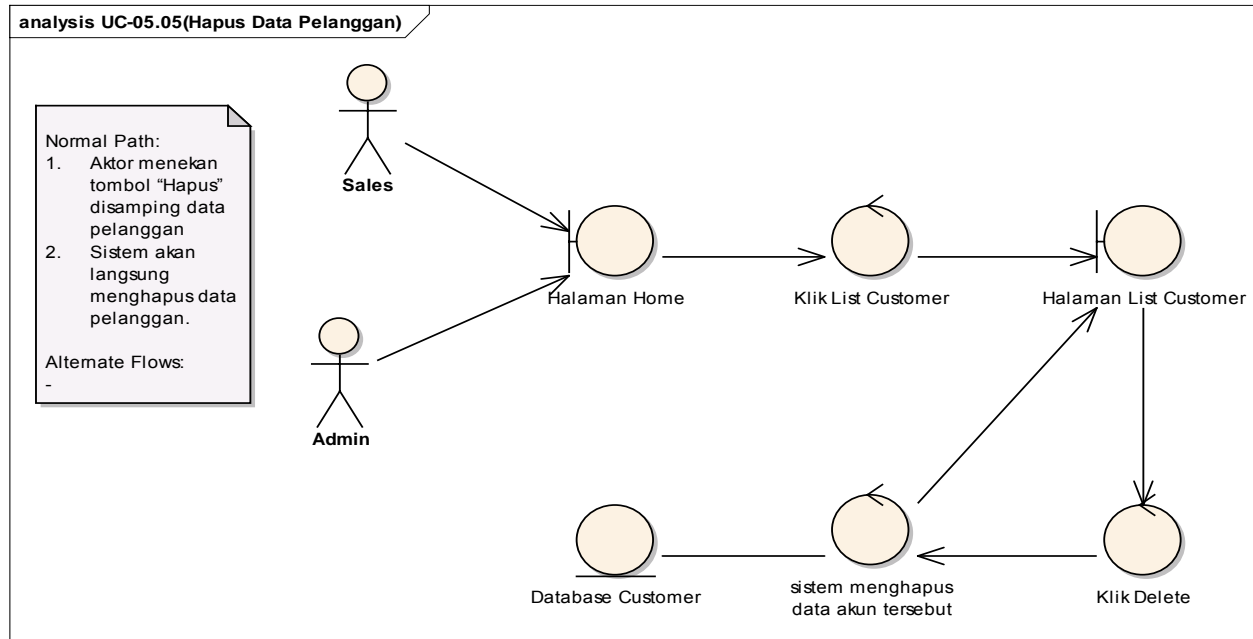 analysis UC-05.05(Hapus Data Pelanggan)
Normal Path:
1. Aktor menekan
tombol “Hapus”
disamping data
pelanggan
2. Sistem akan
langsung
menghapus data
pelanggan.
Alternate Flows:
-
Sales
Admin
Halaman Home
Klik List Customer
Halaman List Customer
Database Customer
sistem menghapus
data akun tersebut
Klik Delete